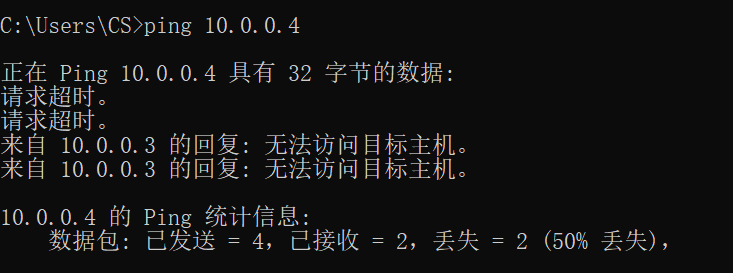 C:\Users\CS>ping 10.0.0.4
正在 Ping 10.0.0.4 具有 32 字节的数据:
请求超时。
请求超时。
来自 10.0.0.3 的回复: 无法访问目标主机。
来自 10.0.0.3 的回复: 无法访问目标主机。
10.0.0.4 的 Ping 统计信息:
数据包: 已发送 = 4，已接收 = 2，丢失 = 2 (50% 丢失)，